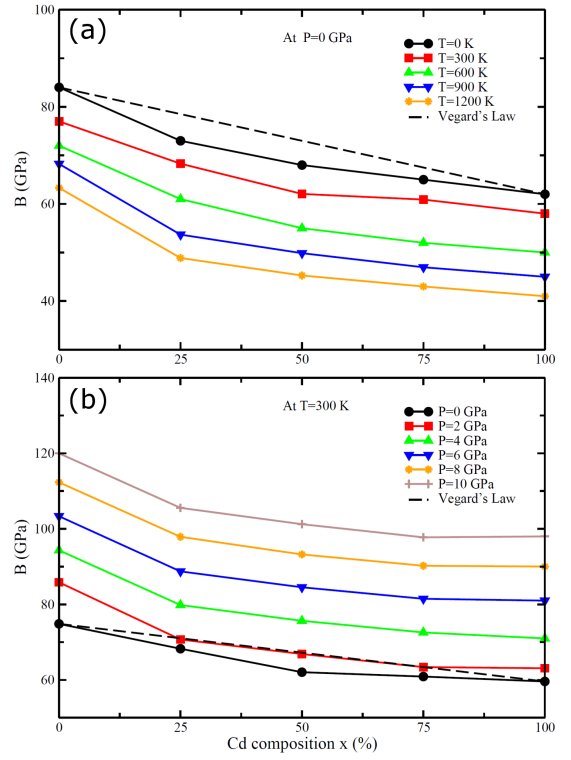 (a)
At P=0 GPa
T=0 K
T=300 K
T=600 K
T=900 K
T=1200 K
Vegard's Law
B (GPa)
100
80
60
40
0
25
50
75
100
(b)
At T=300 K
P=0 GPa
P=2 GPa
P=4 GPa
P=6 GPa
P=8 GPa
P=10 GPa
Vegard's Law
B (GPa)
140
120
100
80
60
0
25
50
75
100
Cd composition x (%)